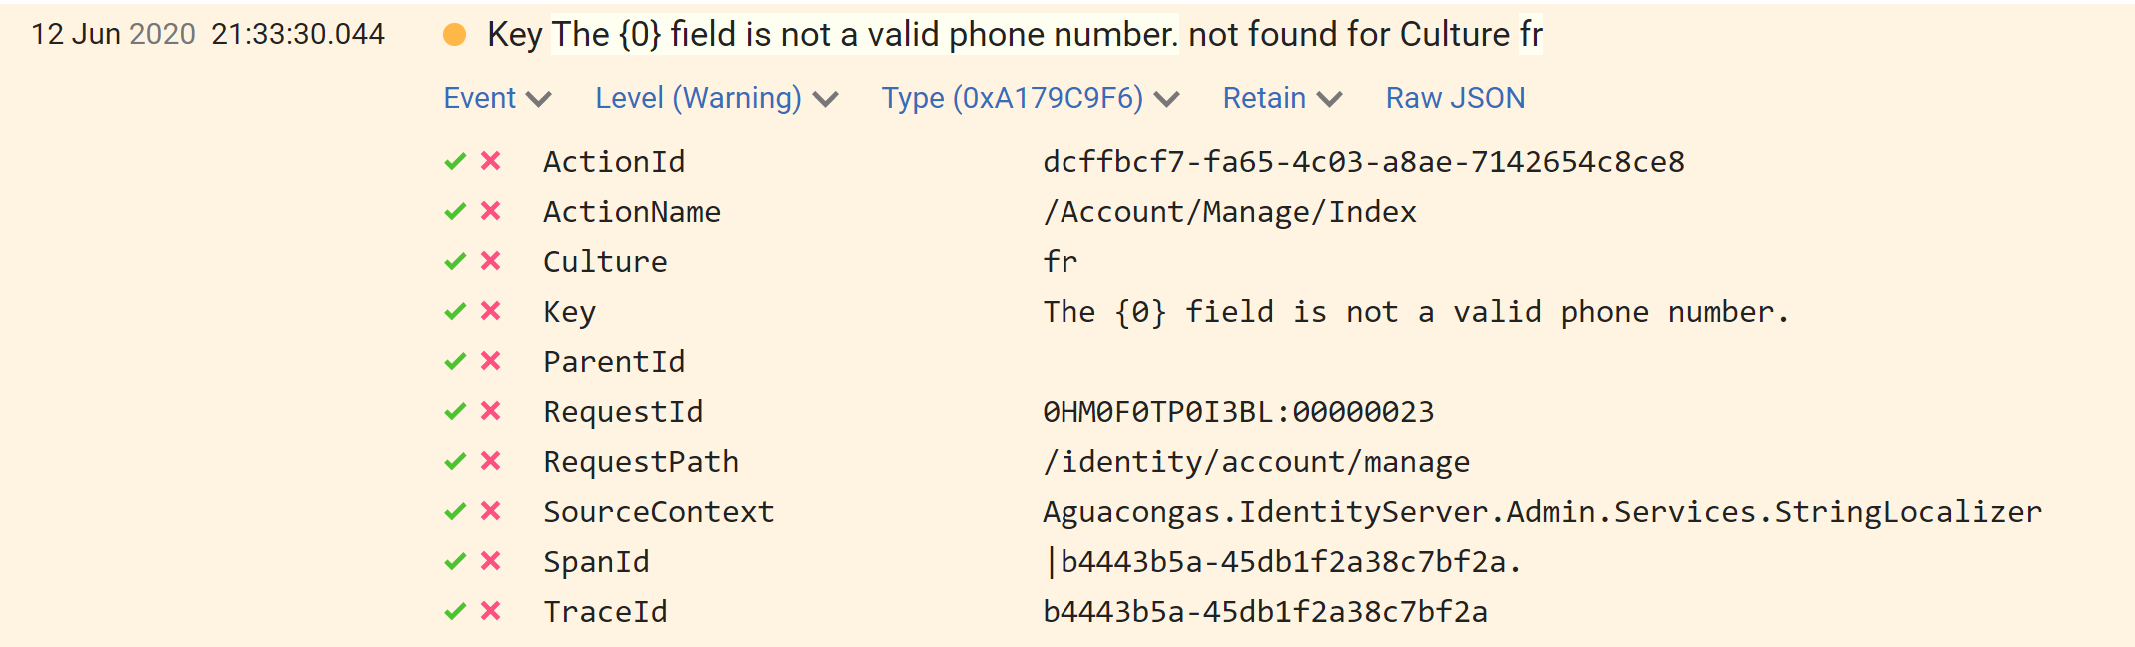 12 Jun 2020 21:33:30.044 Key The {0} field is not a valid phone number. not found for Culture fr
Event Level (Warning) Type (0xA179C9F6) Retain Raw JSON
ActionId dcffbcf7-fa65-4c03-a8ae-7142654c8ce8
ActionName /Account/Manage/Index
Culture fr
Key The {0} field is not a valid phone number.
ParentId
RequestId 0HM0F0TP0I3BL:00000023
RequestPath /identity/account/manage
SourceContext Aguacongas.IdentityServer.Admin.Services.StringLocalizer
SpanId |b4443b5a-45db1f2a38c7bf2a.
TraceId b4443b5a-45db1f2a38c7bf2a